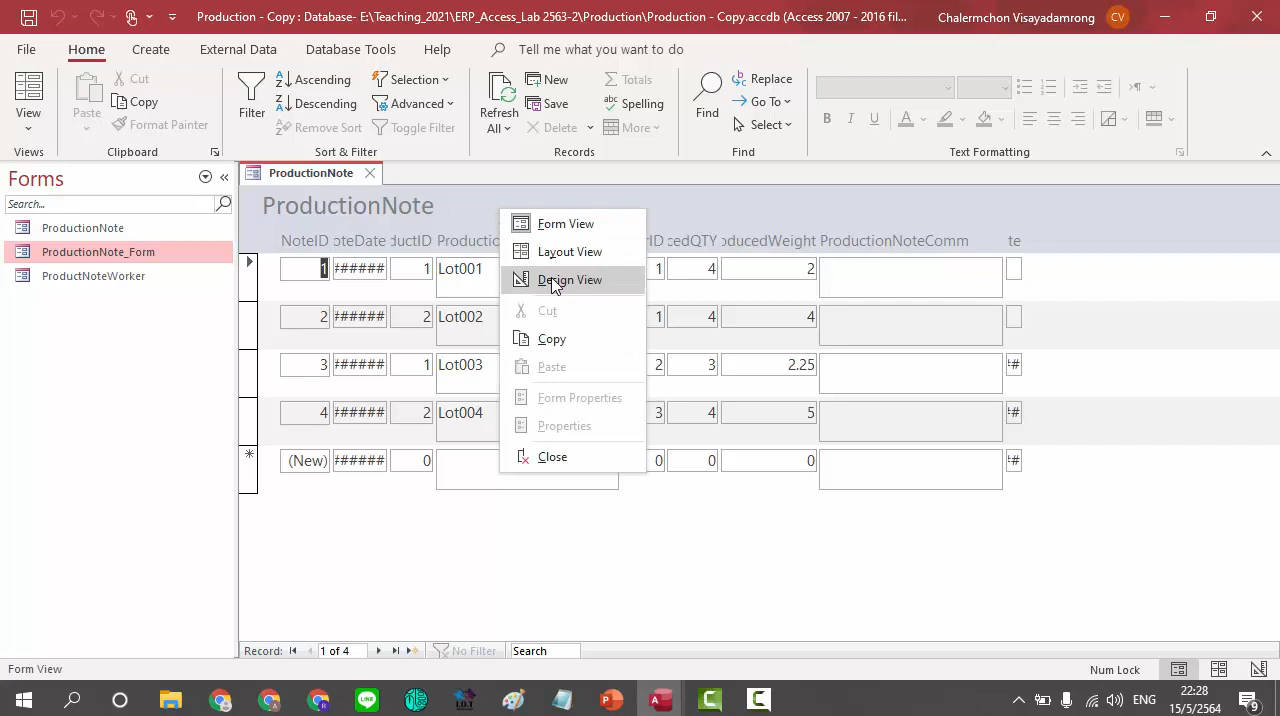 Production - Copy : Database- E:\Teaching_2021\ERP_Access_Lab 2563-2\Production\Production - Copy.accdb (Access 2007 - 2016 fil...
Chalermchon Visayadamrong
CV
File
Home
Create
External Data
Database Tools
Help
Tell me what you want to do
View
Views
Paste
Cut
Copy
Format Painter
Clipboard
Filter
Ascending
Descending
Remove Sort
Selection
Advanced
Toggle Filter
Sort & Filter
Refresh
All
New
Save
Delete
Totals
Spelling
More
Records
Find
Replace
Go To
Select
Find
B I U
A
Text Formatting
Forms
Search...
ProductionNote
ProductionNote_Form
ProductNoteWorker
ProductionNote
ProductionNote
NoteID oteDate ductID Productio ID cedQTY oducedWeight ProductionNoteComm te
1 ###### 1 Lot001 1 4 2
2 ###### 2 Lot002 1 4 4
3 ###### 1 Lot003 2 3 2.25 ##
4 ###### 2 Lot004 3 4 5 ##
(New) ###### 0 0 0 0 ##
Form View
Layout View
Design View
Cut
Copy
Paste
Form Properties
Properties
Close
Record: 1 of 4 No Filter Search
Form View
Num Lock
LINE
I.O.T
ENG
22:28
15/5/2564
9